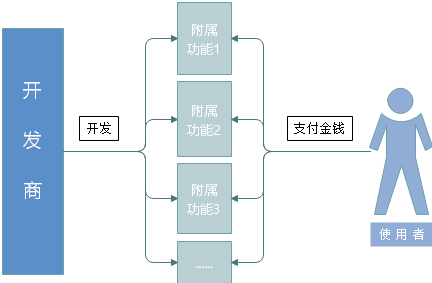 开
发
商
开发
附属
功能1
附属
功能2
附属
功能3
......
支付金钱
使用者